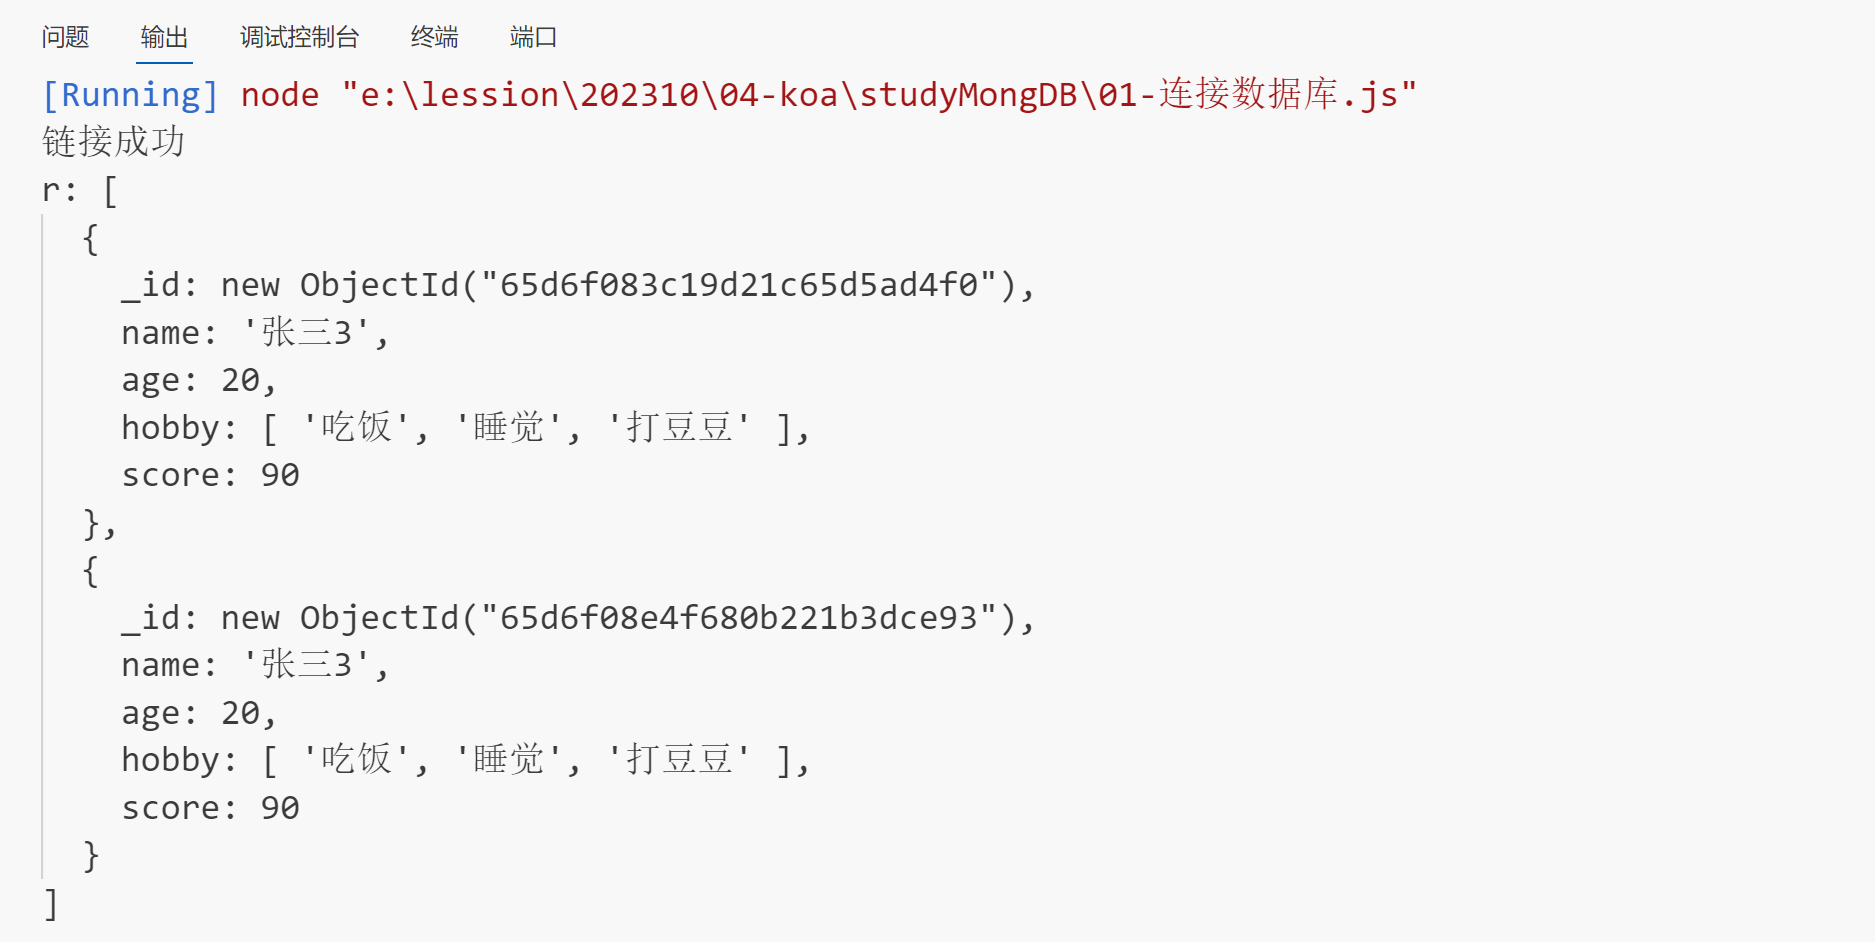 问题 输出 调试控制台 终端 端口
[Running] node "e:\lession\202310\04-koa\studyMongDB\01-连接数据库.js"
链接成功
r: [
  {
    _id: new ObjectId("65d6f083c19d21c65d5ad4f0"),
    name: '张三3',
    age: 20,
    hobby: [ '吃饭', '睡觉', '打豆豆' ],
    score: 90
  },
  {
    _id: new ObjectId("65d6f08e4f680b221b3dce93"),
    name: '张三3',
    age: 20,
    hobby: [ '吃饭', '睡觉', '打豆豆' ],
    score: 90
  }
]